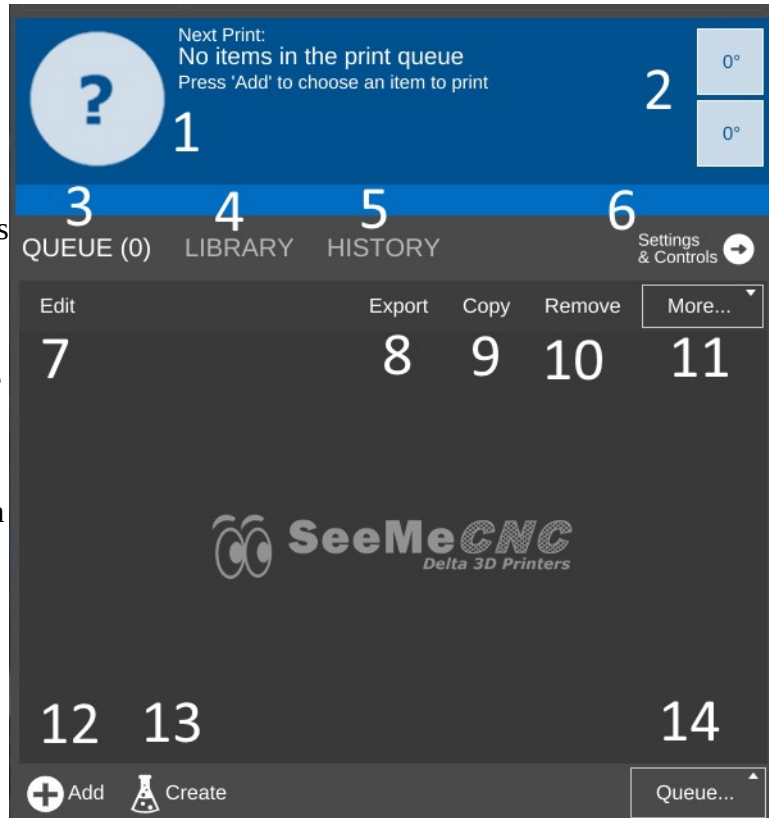 Next Print:
No items in the print queue
Press 'Add' to choose an item to print
?
0°
0°
1
2
3 4 5 6
QUEUE (0) LIBRARY HISTORY
Settings
& Controls
Edit Export Copy Remove More...
7 8 9 10 11
SeeMeCNC
Delta 3D Printers
12 13 14
Add Create Queue...
s